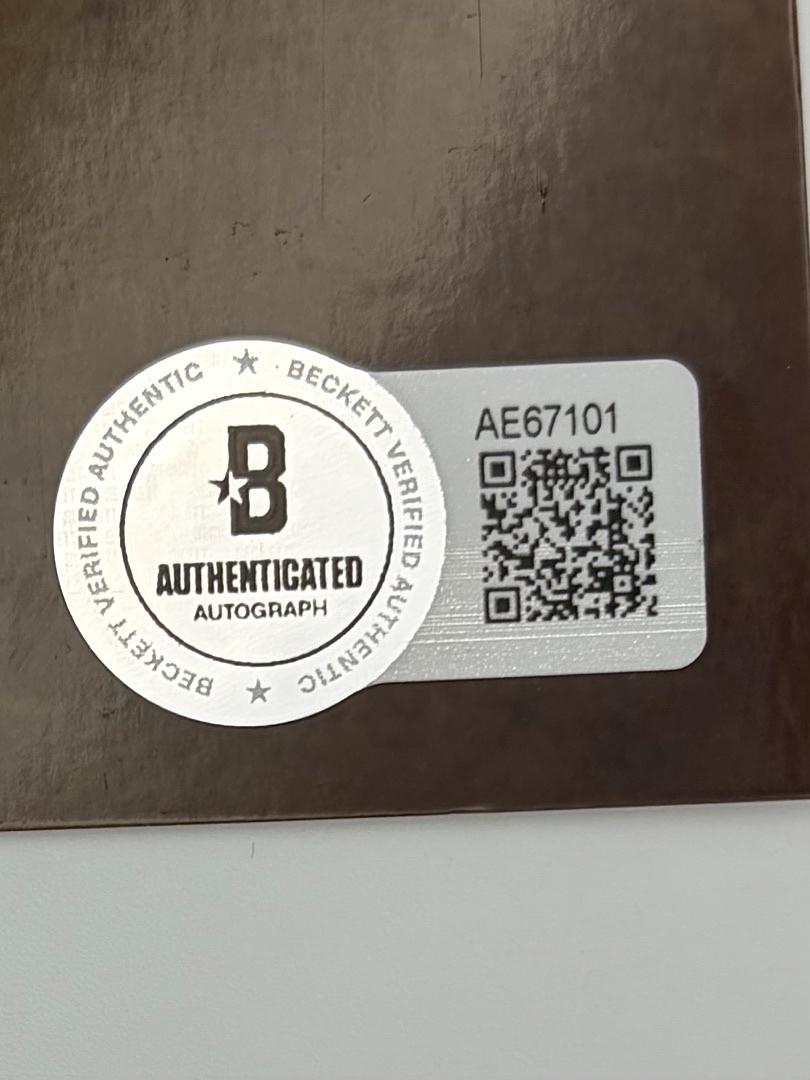 ★ BECKETT VERIFIED AUTHENTIC ★ BECKETT VERIFIED AUTHENTIC
B
AUTHENTICATED
AUTOGRAPH
AE67101